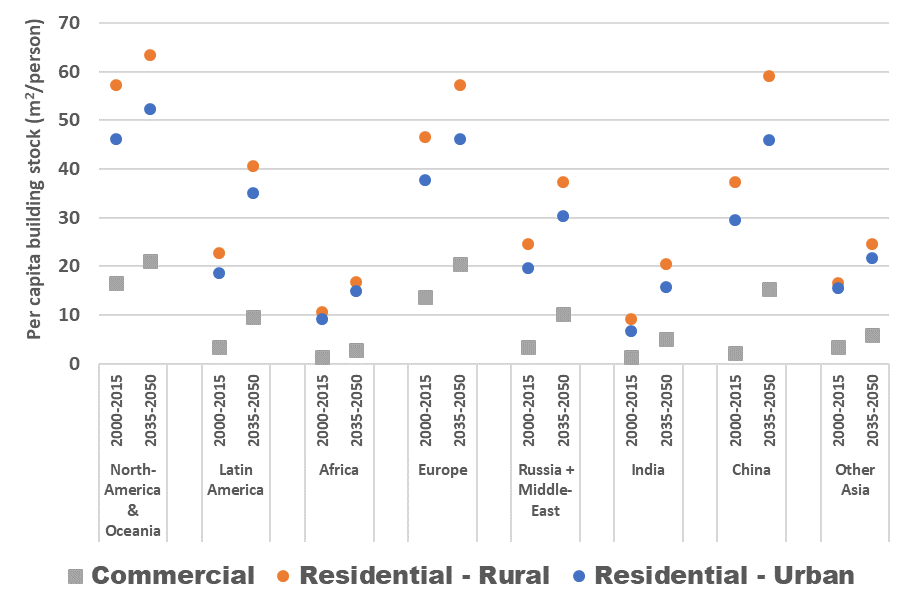 Per capita building stock (m²/person)
70
60
50
40
30
20
10
0
2000-2015
2035-2050
2000-2015
2035-2050
2000-2015
2035-2050
2000-2015
2035-2050
2000-2015
2035-2050
2000-2015
2035-2050
2000-2015
2035-2050
2000-2015
2035-2050
North-
America
&
Oceania
Latin
America
Africa
Europe
Russia +
Middle-
East
India
China
Other
Asia
Commercial
Residential - Rural
Residential - Urban